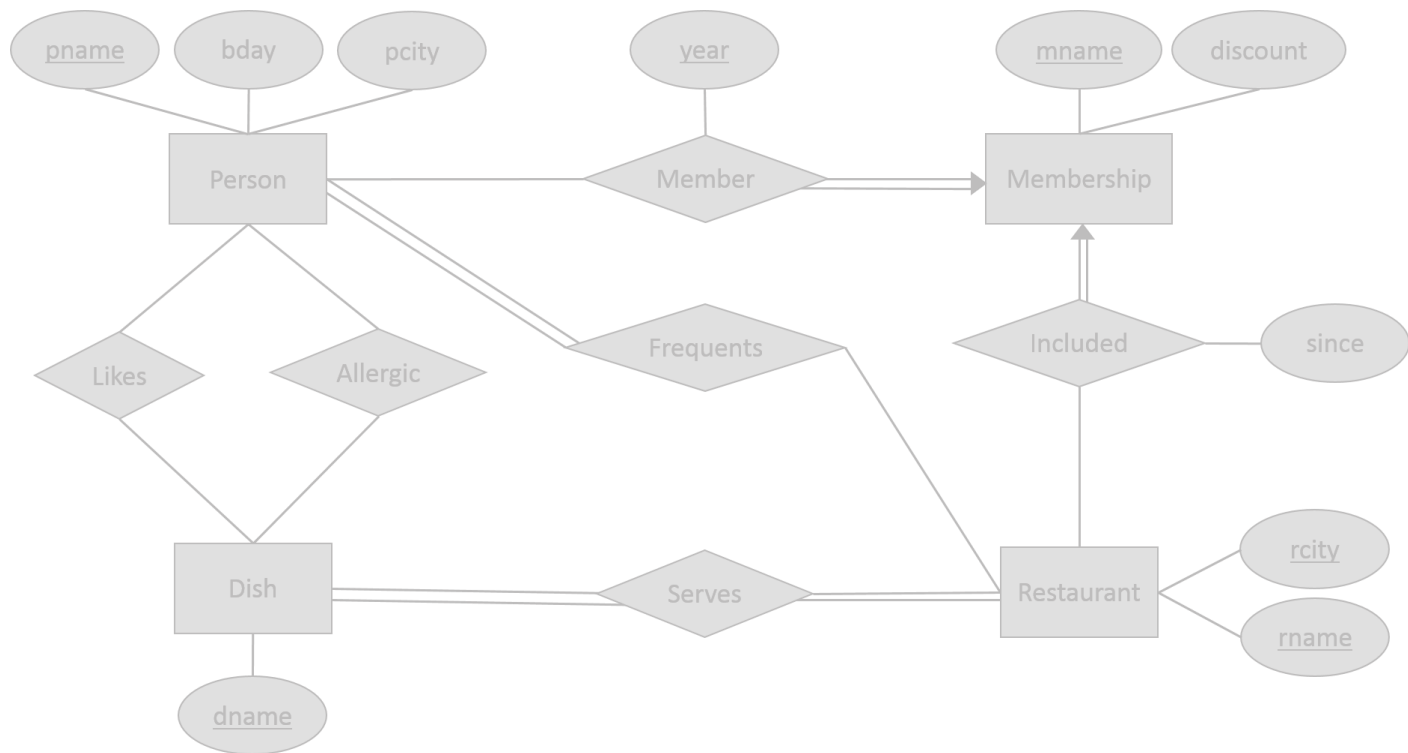 pname
bday
pcity
year
mname
discount
Person
Member
Membership
Likes
Allergic
Frequents
Included
since
Dish
Serves
Restaurant
rcity
rname
dname